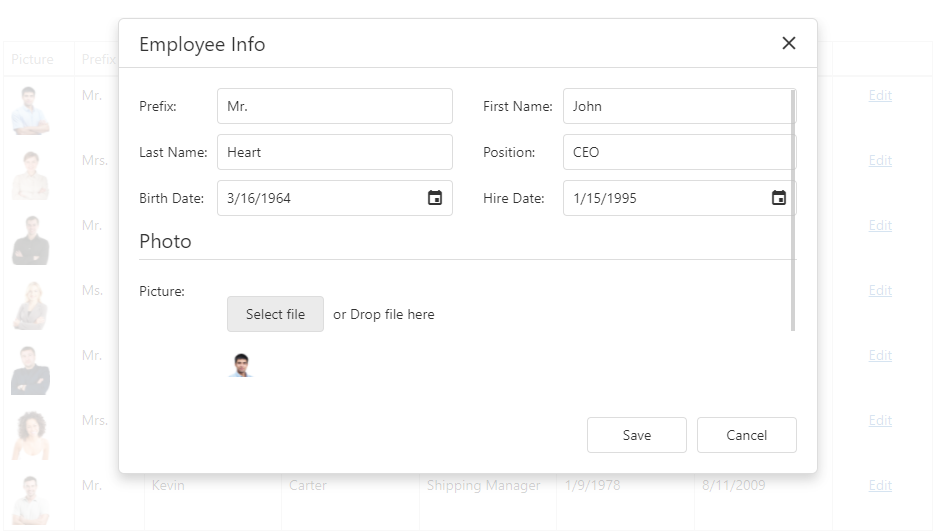 Employee Info
Picture Prefix
Prefix: Mr. First Name: John
Mr. Edit
Last Name: Heart Position: CEO
Mrs. Edit
Birth Date: 3/16/1964 Hire Date: 1/15/1995
Mr. Edit
Photo
Picture:
Ms. Edit
Select file or Drop file here
Mr. Edit
Mrs. Edit
Save Cancel
Mr. Kevin Carter Shipping Manager 1/9/1978 8/11/2009 Edit